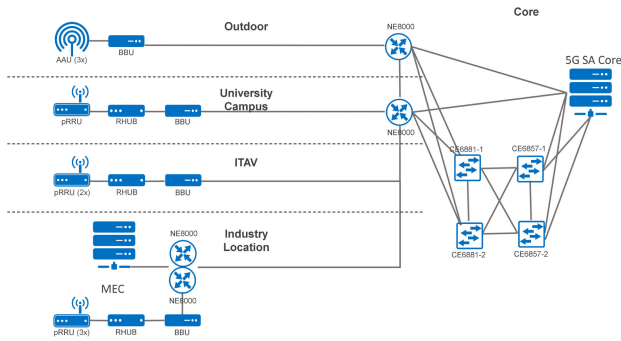 Core
Outdoor
NE8000
AAU (3x)
BBU
5G SA Core
University
Campus
pRRU
RHUB
BBU
NE8000
ITAV
CE6881-1
CE6857-1
pRRU (2x)
RHUB
BBU
Industry
Location
NE8000
CE6881-2
CE6857-2
MEC
NE8000
pRRU (3x)
RHUB
BBU